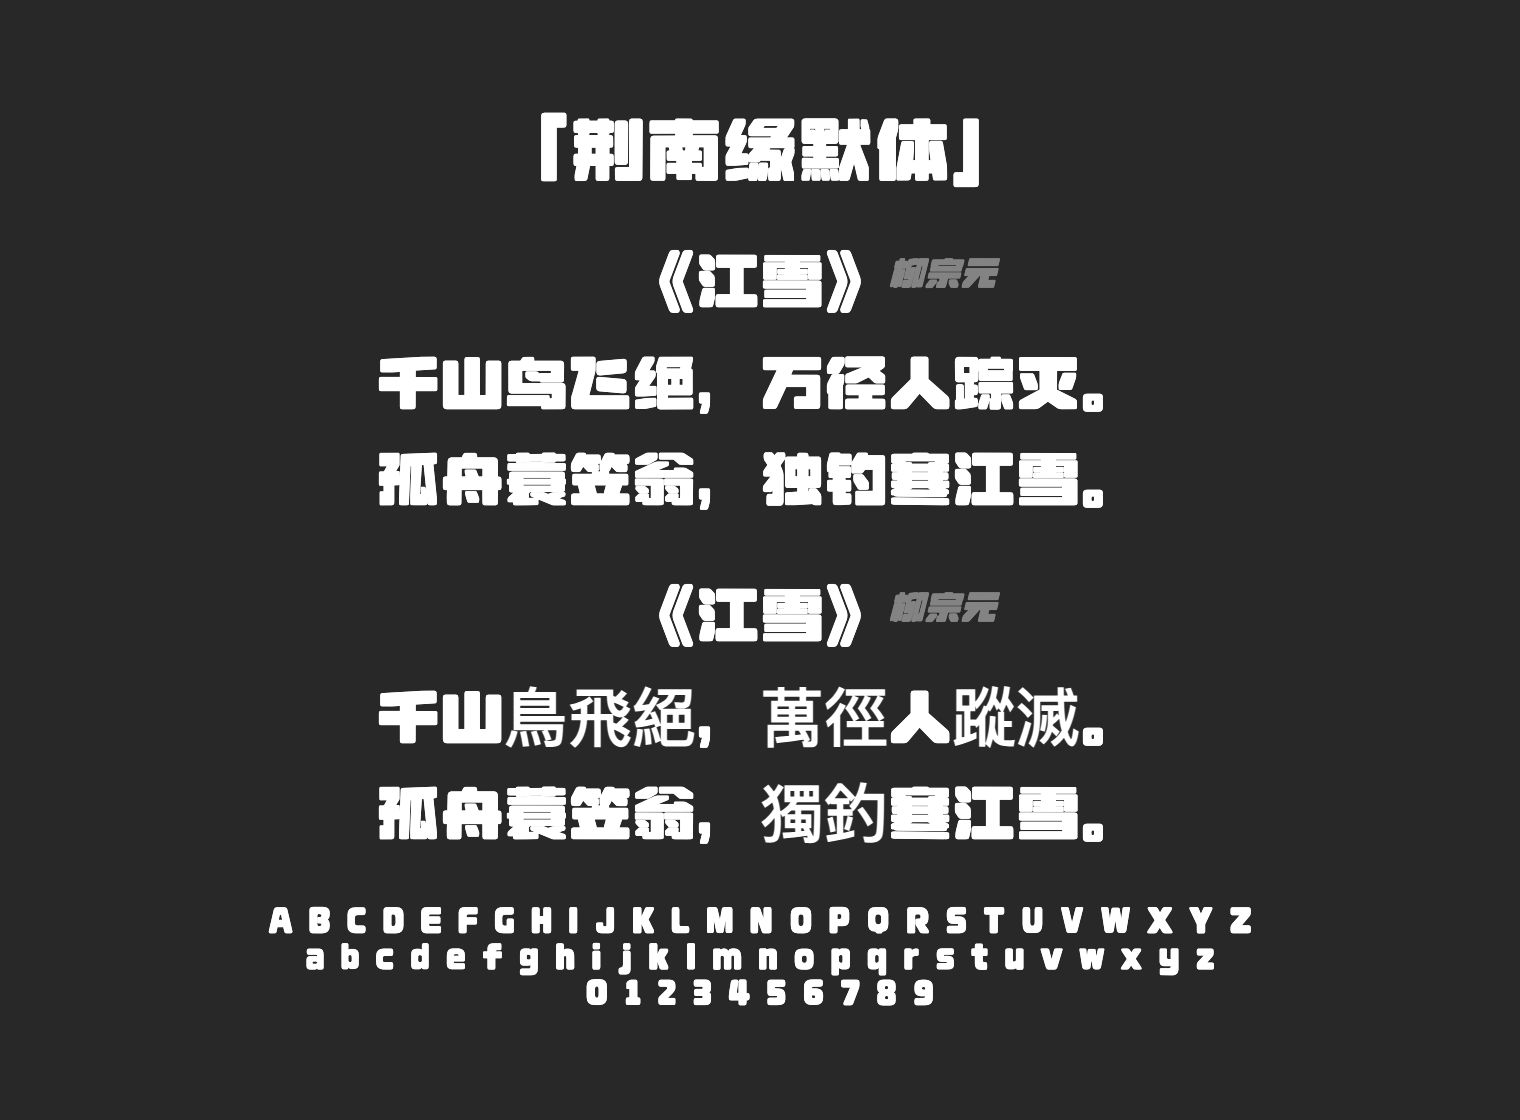 「荆南缘默体」
《江雪》 柳宗元
千山鸟飞绝，万径人踪灭。
孤舟蓑笠翁，独钓寒江雪。
《江雪》 柳宗元
千山鳥飛絕，萬徑人蹤滅。
孤舟蓑笠翁，獨釣寒江雪。
A B C D E F G H I J K L M N O P Q R S T U V W X Y Z
a b c d e f g h i j k l m n o p q r s t u v w x y z
0 1 2 3 4 5 6 7 8 9